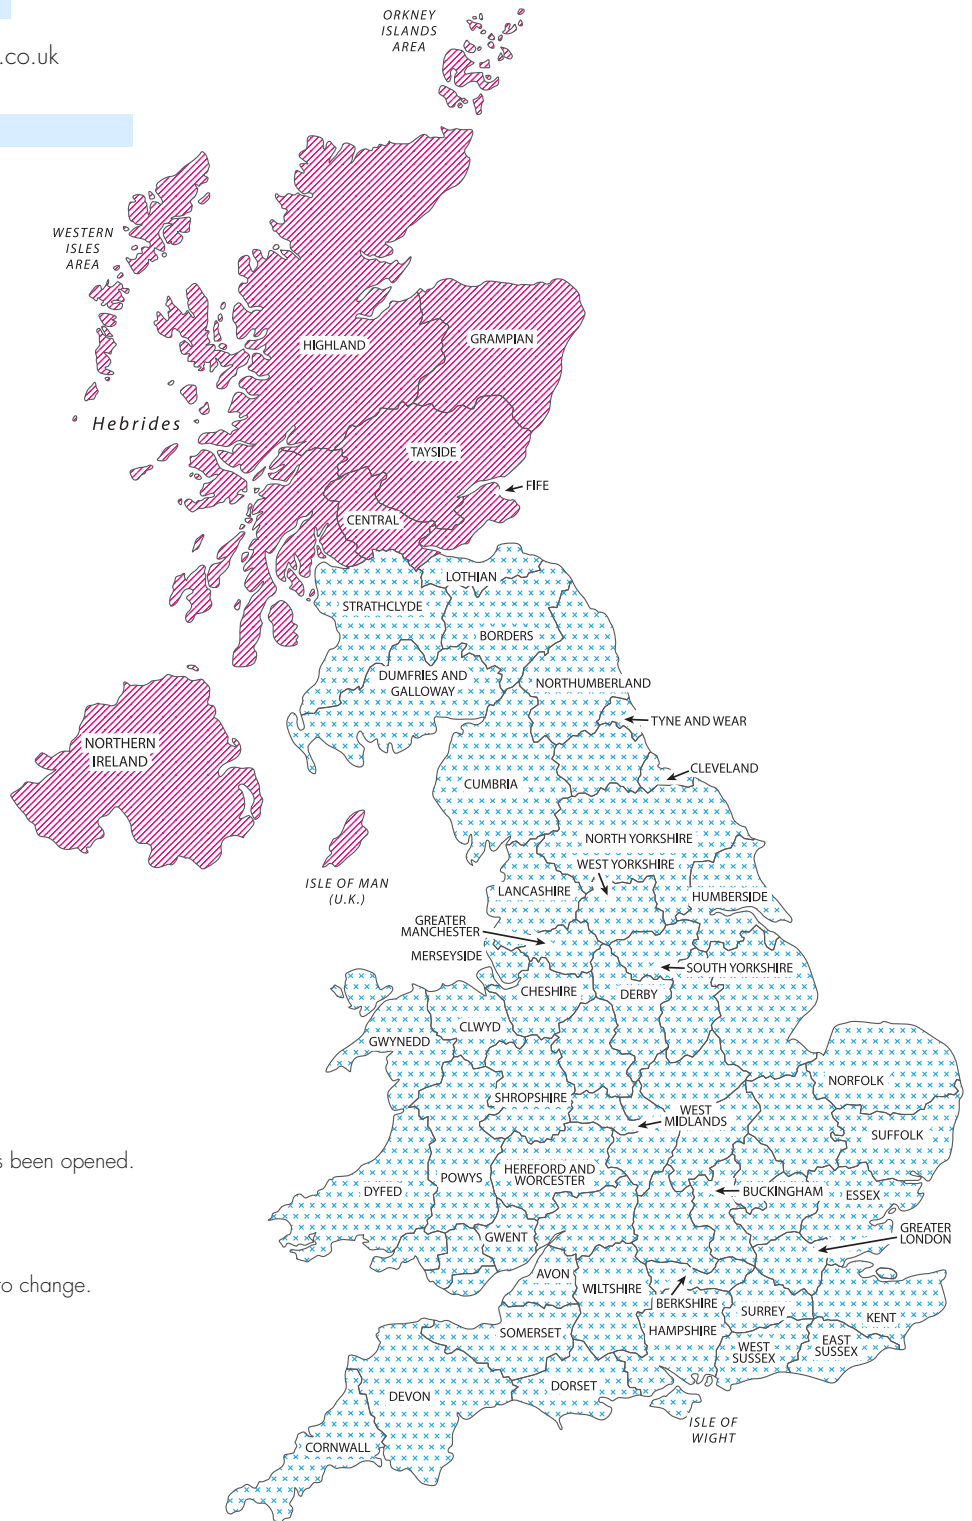 ORKNEY
ISLANDS
AREA
.co.uk
WESTERN
ISLES
AREA
HIGHLAND
GRAMPIAN
Hebrides
TAYSIDE
FIFE
CENTRAL
LOTHIAN
STRATHCLYDE
BORDERS
DUMFRIES AND
GALLOWAY
NORTHUMBERLAND
TYNE AND WEAR
NORTHERN
IRELAND
CLEVELAND
CUMBRIA
NORTH YORKSHIRE
WEST YORKSHIRE
ISLE OF MAN
(U.K.)
LANCASHIRE
HUMBERSIDE
GREATER
MANCHESTER
MERSEYSIDE
SOUTH YORKSHIRE
CHESHIRE
DERBY
CLWYD
GWYNEDD
NORFOLK
SHROPSHIRE
WEST
MIDLANDS
SUFFOLK
s been opened.
HEREFORD AND
WORCESTER
POWYS
DYFED
BUCKINGHAM
ESSEX
GWENT
GREATER
LONDON
AVON
WILTSHIRE
to change.
BERKSHIRE
SURREY
KENT
SOMERSET
HAMPSHIRE
WEST
SUSSEX
EAST
SUSSEX
DEVON
DORSET
ISLE OF
WIGHT
CORNWALL